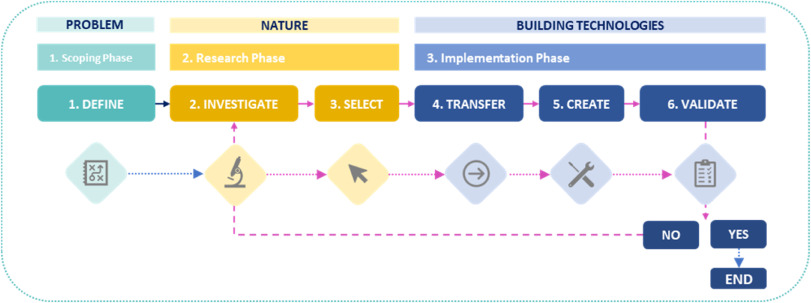 PROBLEM
NATURE
BUILDING TECHNOLOGIES
1. Scoping Phase
2. Research Phase
3. Implementation Phase
1. DEFINE
2. INVESTIGATE
3. SELECT
4. TRANSFER
5. CREATE
6. VALIDATE
NO
YES
END